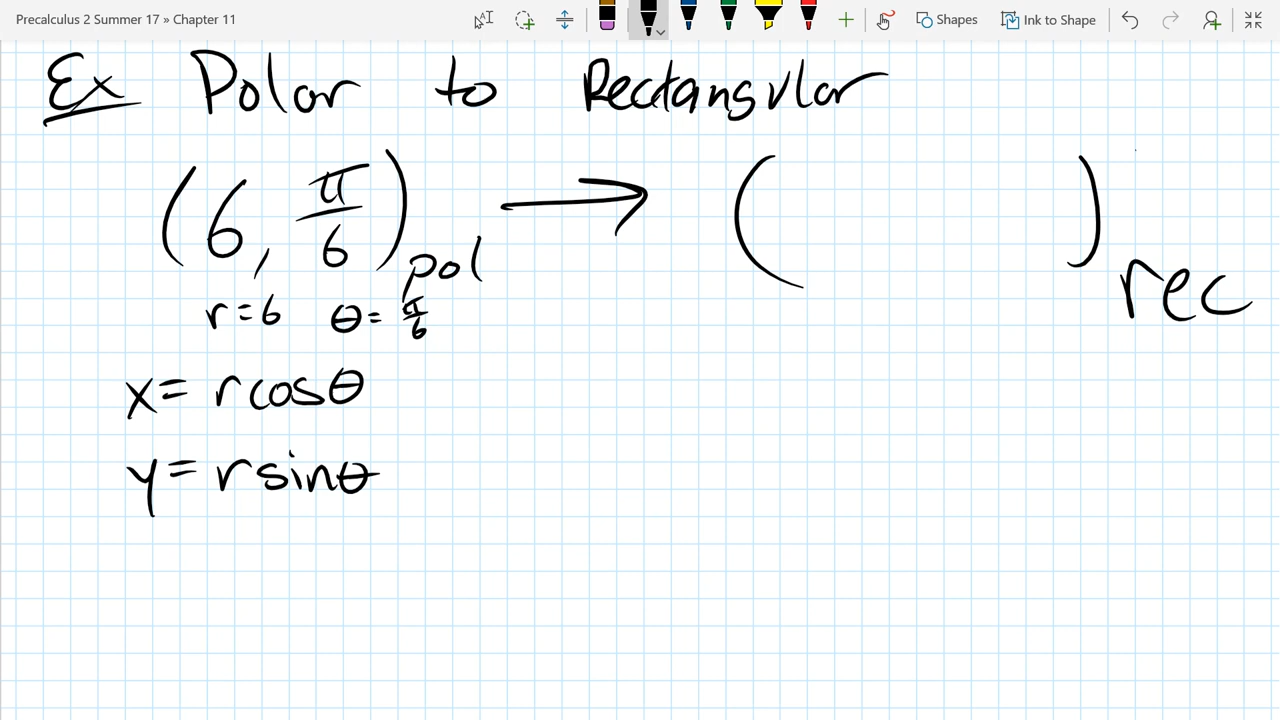 Precalculus 2 Summer 17 » Chapter 11
Shapes
Ink to Shape
Ex Polar to Rectangular
(6, π/6)pol → ( )rec
r=6 θ=π/6
x= rcosθ
y= rsinθ